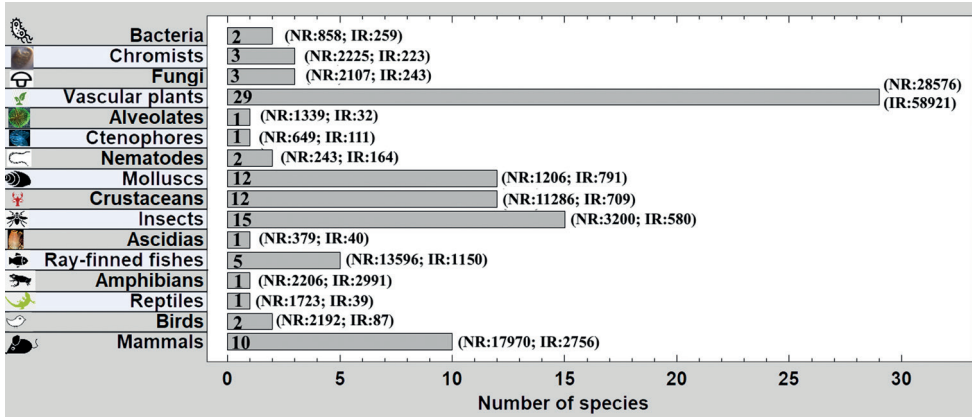 Bacteria 2 (NR:858; IR:259)
Chromists 3 (NR:2225; IR:223)
Fungi 3 (NR:2107; IR:243)
Vascular plants 29 (NR:28576)
(IR:58921)
Alveolates 1 (NR:1339; IR:32)
Ctenophores 1 (NR:649; IR:111)
Nematodes 2 (NR:243; IR:164)
Molluscs 12 (NR:1206; IR:791)
Crustaceans 12 (NR:11286; IR:709)
Insects 15 (NR:3200; IR:580)
Ascidias 1 (NR:379; IR:40)
Ray-finned fishes 5 (NR:13596; IR:1150)
Amphibians 1 (NR:2206; IR:2991)
Reptiles 1 (NR:1723; IR:39)
Birds 2 (NR:2192; IR:87)
Mammals 10 (NR:17970; IR:2756)
0 5 10 15 20 25 30
Number of species